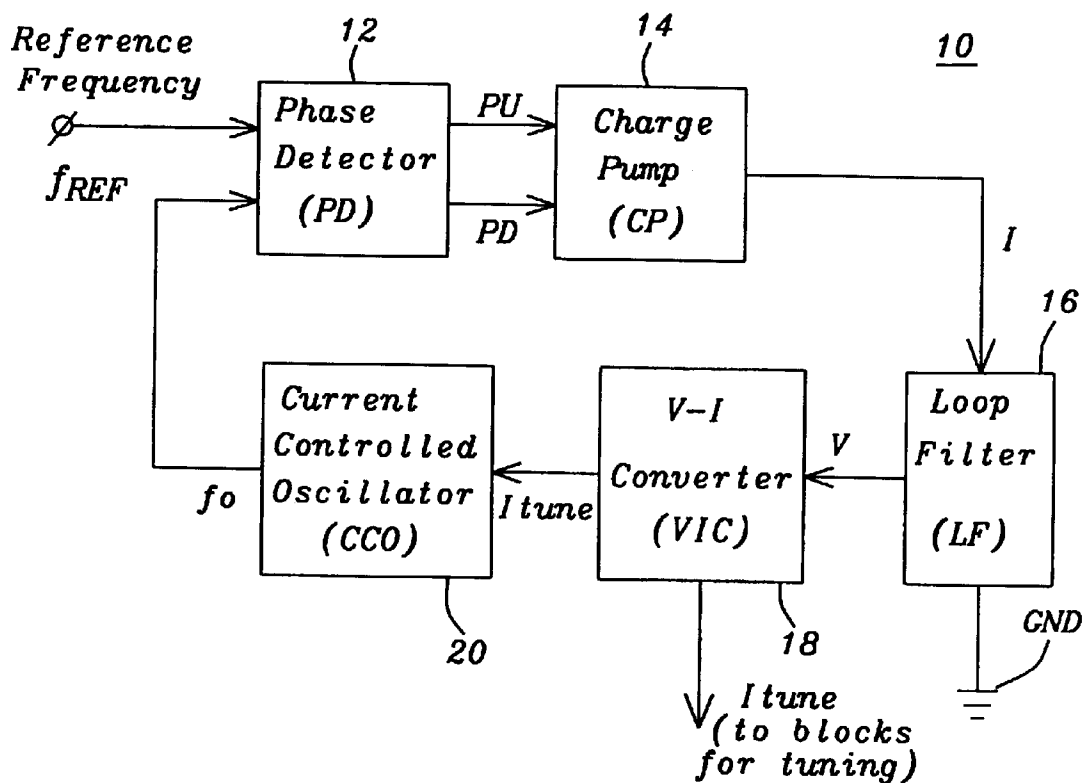 Reference
Frequency
fREF
12
Phase
Detector
(PD)
PU
PD
14
Charge
Pump
(CP)
10
I
16
Loop
Filter
(LF)
GND
V
V-I
Converter
(VIC)
18
Itune
(to blocks
for tuning)
Itune
Current
Controlled
Oscillator
(CCO)
20
fo